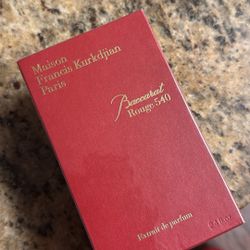 Maison
Francis Kurkdjian
Paris
Baccarat
Rouge 540
Extrait de parfum